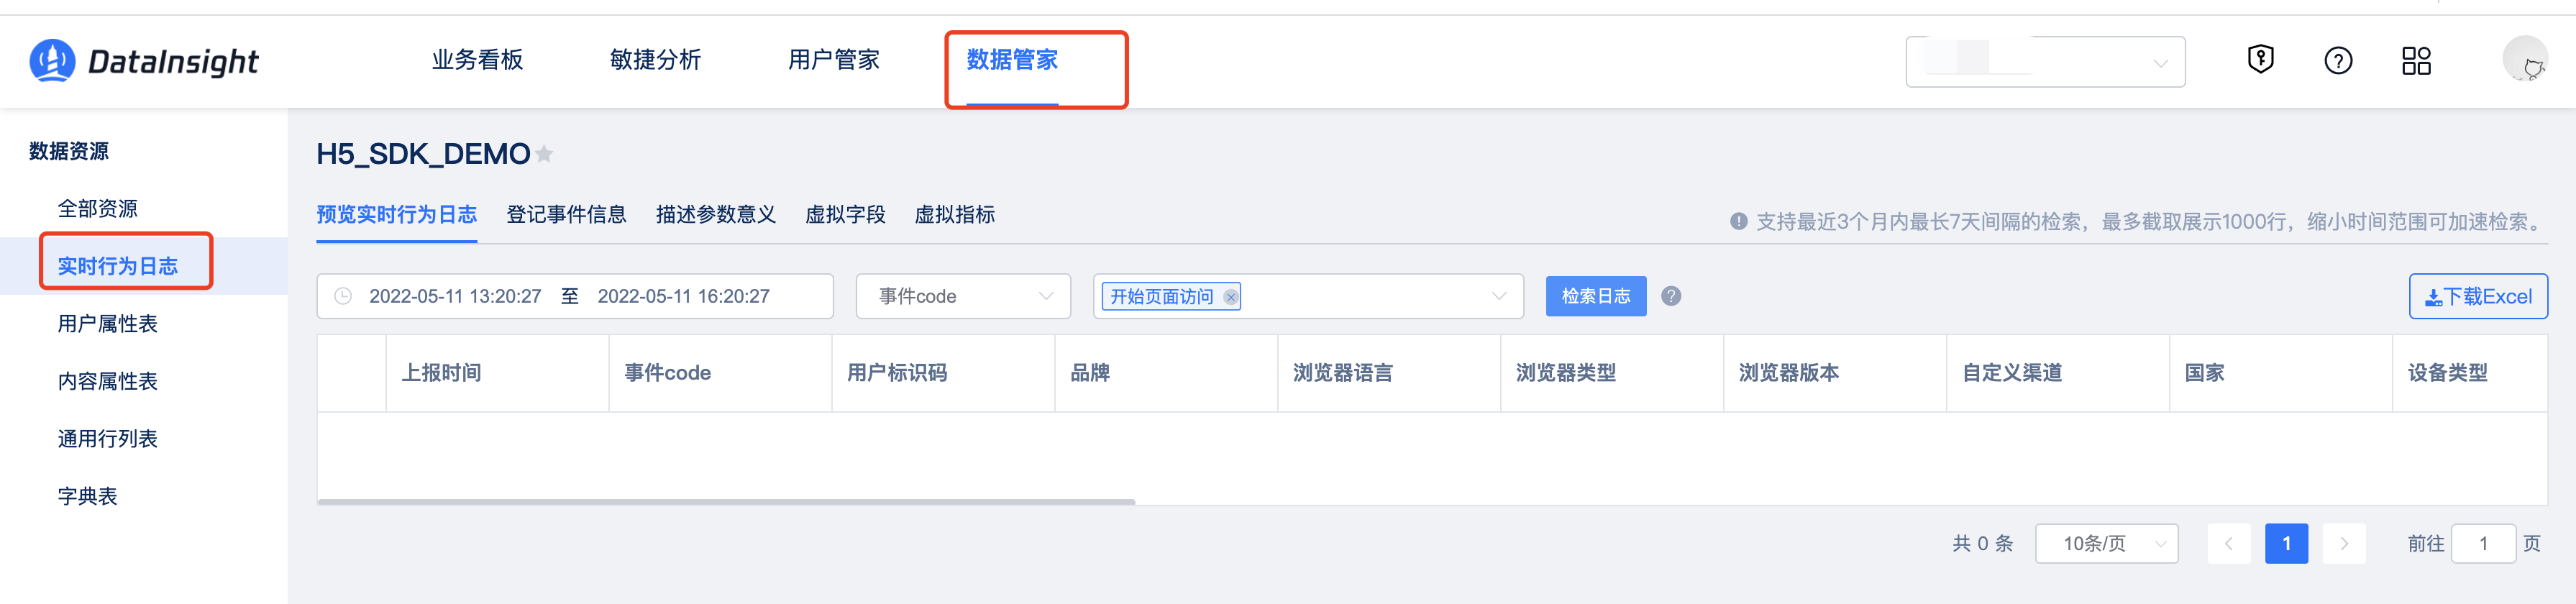 DataInsight 业务看板 敏捷分析 用户管家 数据管家
数据资源
全部资源
实时行为日志
用户属性表
内容属性表
通用行列表
字典表
H5_SDK_DEMO
预览实时行为日志 登记事件信息 描述参数意义 虚拟字段 虚拟指标
支持最近3个月内最长7天间隔的检索，最多截取展示1000行，缩小时间范围可加速检索。
2022-05-11 13:20:27 至 2022-05-11 16:20:27 事件code 开始页面访问 检索日志 下载Excel
上报时间 事件code 用户标识码 品牌 浏览器语言 浏览器类型 浏览器版本 自定义渠道 国家 设备类型
共 0 条 10条/页 1 前往 1 页